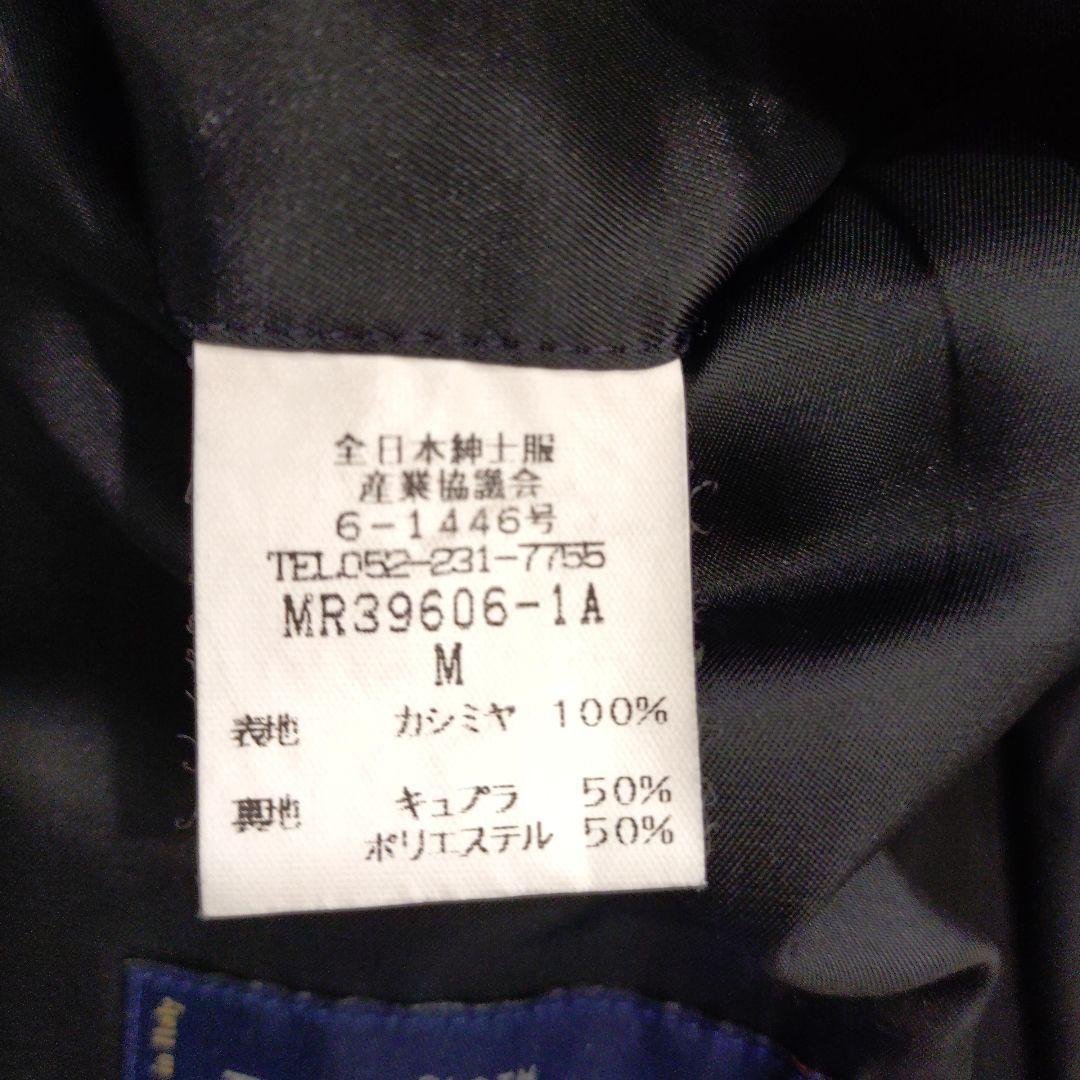 全日本紳士服
産業協議会
6-1446号
TEL.052-231-7755
MR39606-1A
M
表地 カシミヤ 100%
裏地 キュプラ 50%
ポリエステル 50%